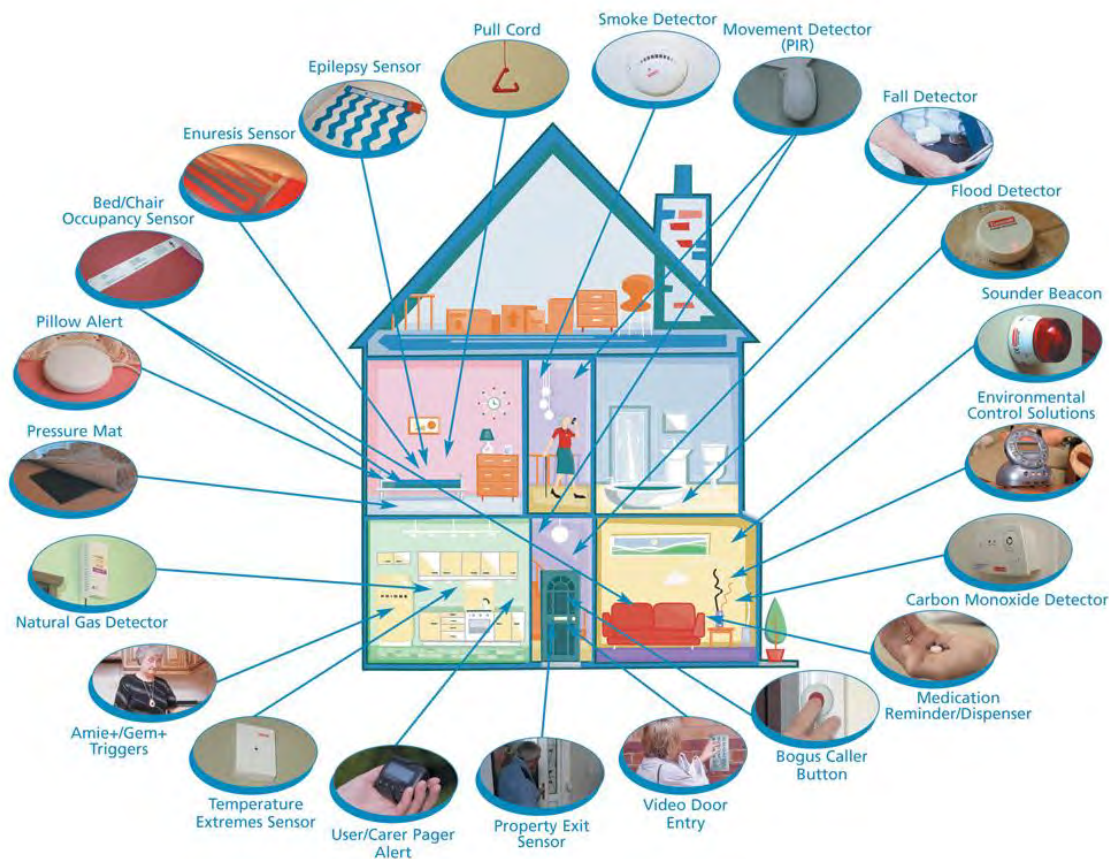 Pull Cord
Smoke Detector
Movement Detector
(PIR)
Epilepsy Sensor
Fall Detector
Enuresis Sensor
Flood Detector
Bed/Chair
Occupancy Sensor
Sounder Beacon
Pillow Alert
Environmental
Control Solutions
Pressure Mat
FRIDGE
Natural Gas Detector
Carbon Monoxide Detector
Amie+/Gem+
Triggers
Medication
Reminder/Dispenser
Temperature
Extremes Sensor
User/Carer Pager
Alert
Property Exit
Sensor
Video Door
Entry
Bogus Caller
Button